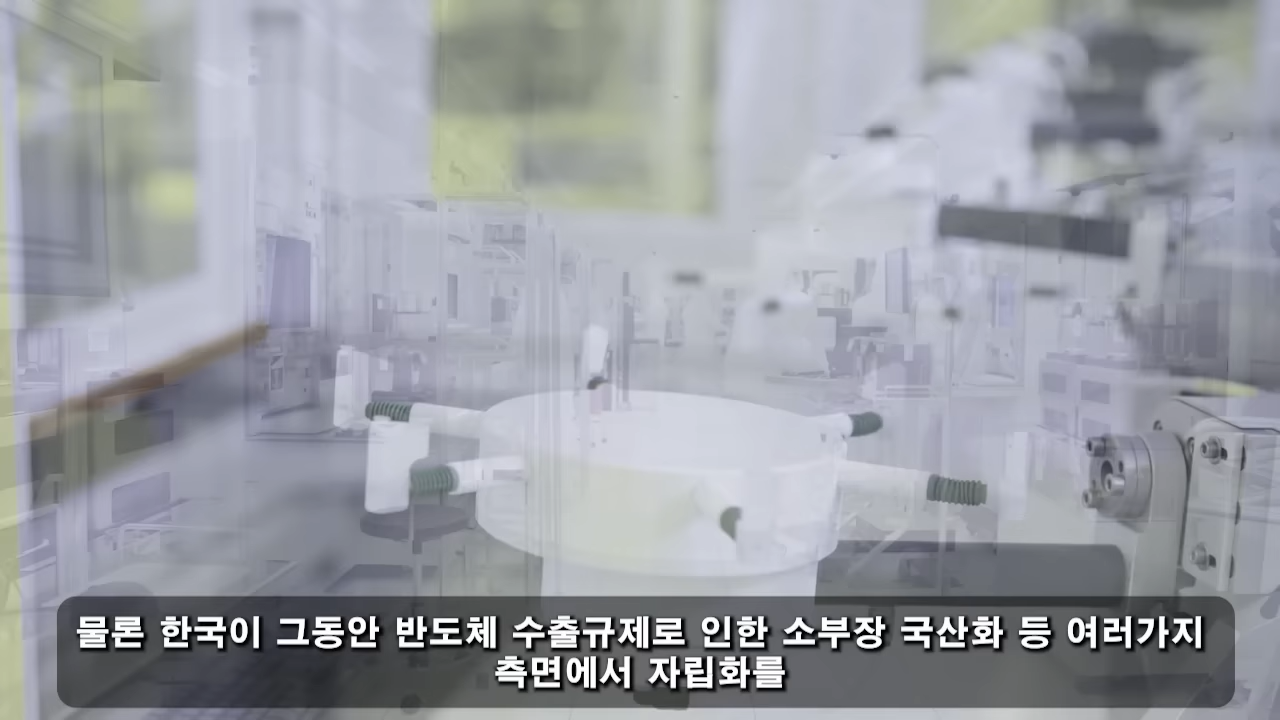 물론 한국이 그동안 반도체 수출규제로 인한 소부장 국산화 등 여러가지
측면에서 자립화를